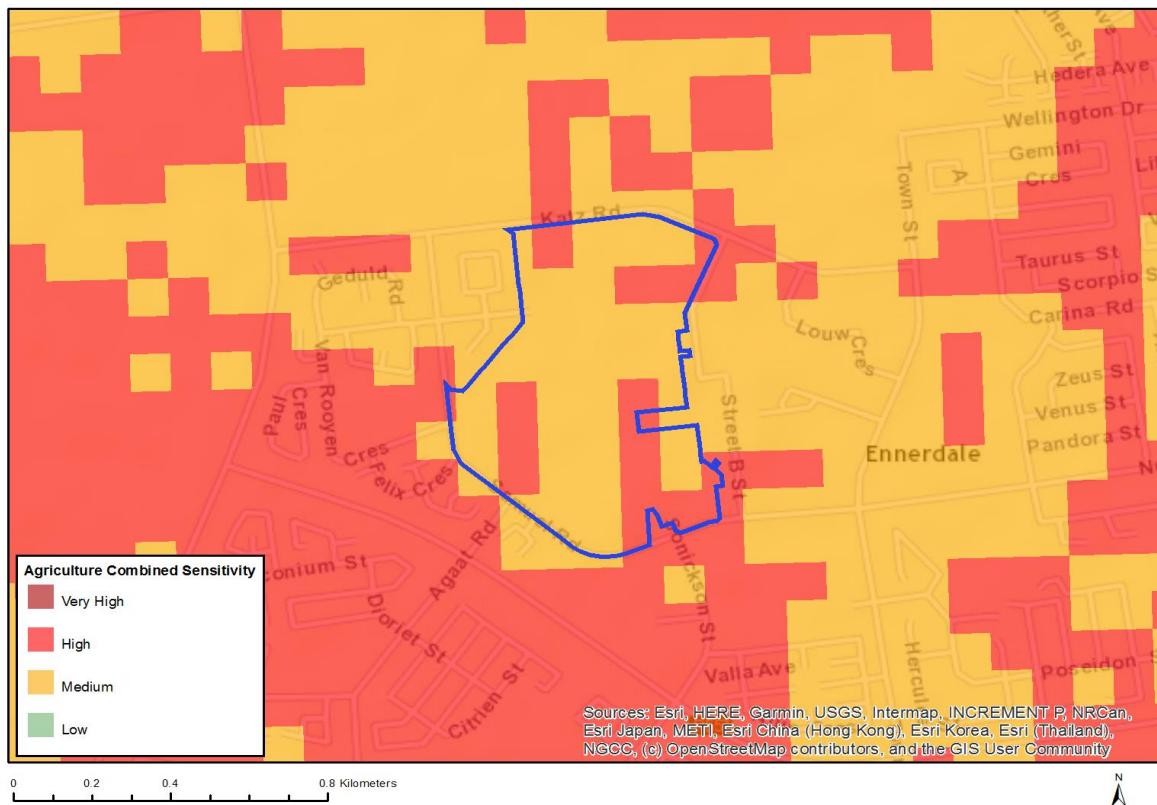 Hedera Ave
Wellington Dr
Gemini
Cres
A
Town St
Katz Rd
Taurus St
Scorpio S
Carina Rd
Geduld Rd
Louw Cres
Van Rooyen
Cres
Paul
Cres
Felix Cres
Zeus St
Venus St
Pandora St
Street B St
Ennerdale
Samuel Rd
Agaat Rd
conium St
Dioriet St
Citrien St
Valla Ave
Poseidon S
Agriculture Combined Sensitivity
Very High
High
Medium
Low
Sources: Esri, HERE, Garmin, USGS, Intermap, INCREMENT P, NRCan,
Esri Japan, METI, Esri China (Hong Kong), Esri Korea, Esri (Thailand),
NGCC, (c) OpenStreetMap contributors, and the GIS User Community
0 0.2 0.4 0.8 Kilometers
N